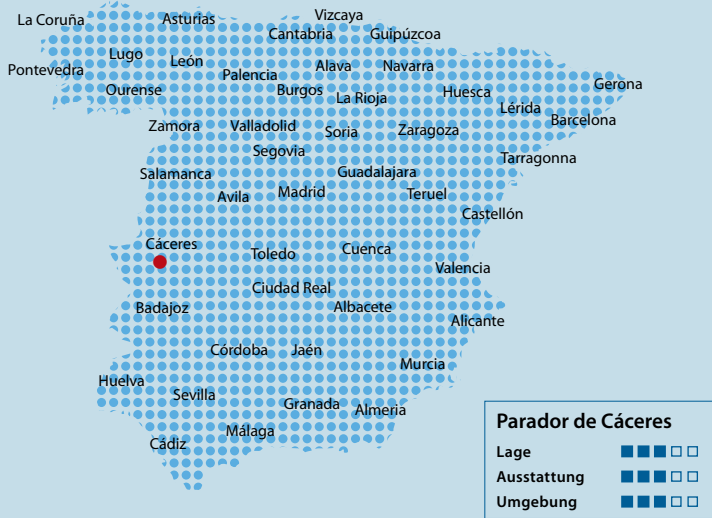 Vizcaya
La Coruña Asturias
Cantabria Guipúzcoa
Lugo León
Pontevedra Palencia Alava Navarra
Ourense Burgos La Rioja Huesca Gerona
Lérida
Barcelona
Zamora Valladolid Soria Zaragoza
Segovia
Tarragonna
Salamanca Guadalajara
Avila Madrid Teruel
Castellón
Cáceres Toledo Cuenca
Valencia
Ciudad Real
Badajoz Albacete
Alicante
Córdoba Jaén
Murcia
Huelva
Sevilla Granada Almeria
Málaga
Cádiz
Parador de Cáceres
Lage
Ausstattung
Umgebung